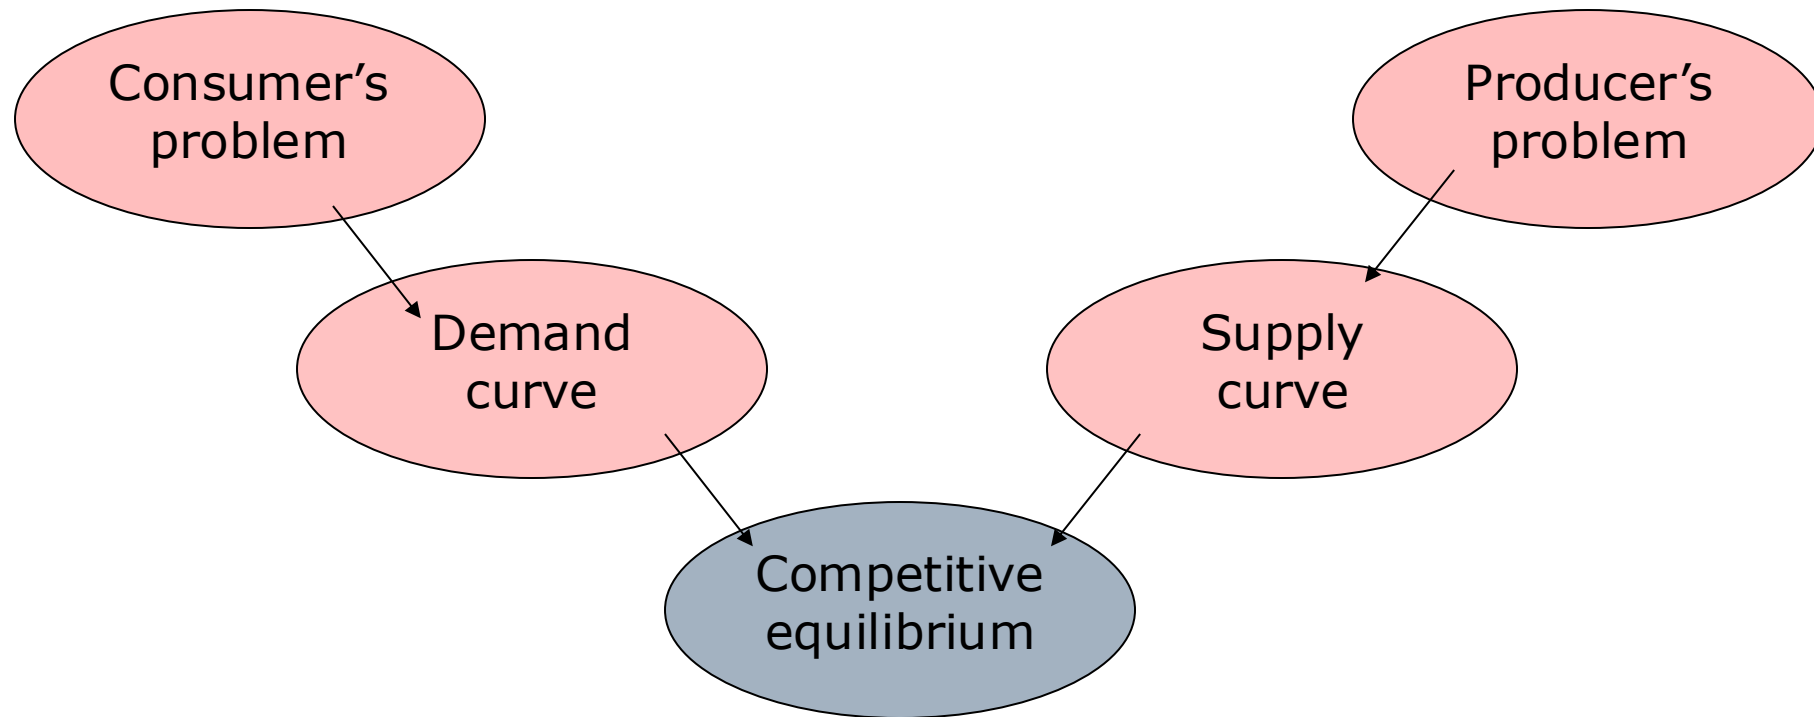 Consumer’s
problem
Producer’s
problem
Demand
curve
Supply
curve
Competitive
equilibrium